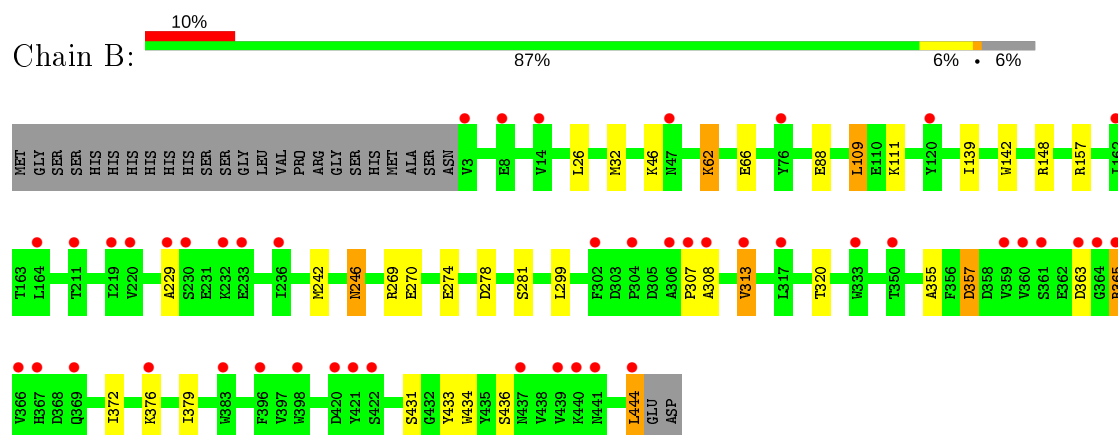 10%
Chain B:
87%
6%
•
6%
MET GLY SER SER HIS HIS HIS HIS HIS HIS SER SER GLY LEU VAL PRO ARG GLY SER HIS MET ALA SER ASN V3 E8 V14 L26 M32 K46 N47 K62 E66 Y76 E88 L109 E110 K111 Y120 I139 W142 R148 R157 I162
T163 L164 T211 I219 V220 A229 S230 E231 K232 E233 I236 M242 N246 R269 E270 E274 D278 S281 L299 F302 D303 P304 D305 A306 P307 A308 V313 L317 T320 W333 T350 A355 F356 D357 D358 V359 V360 S361 E362 D363 G364 R365
V366 H367 D368 Q369 I372 K376 I379 W383 F396 V397 W398 D420 Y421 S422 S431 G432 Y433 W434 Y435 S436 N437 V438 V439 K440 N441 L444 GLU ASP